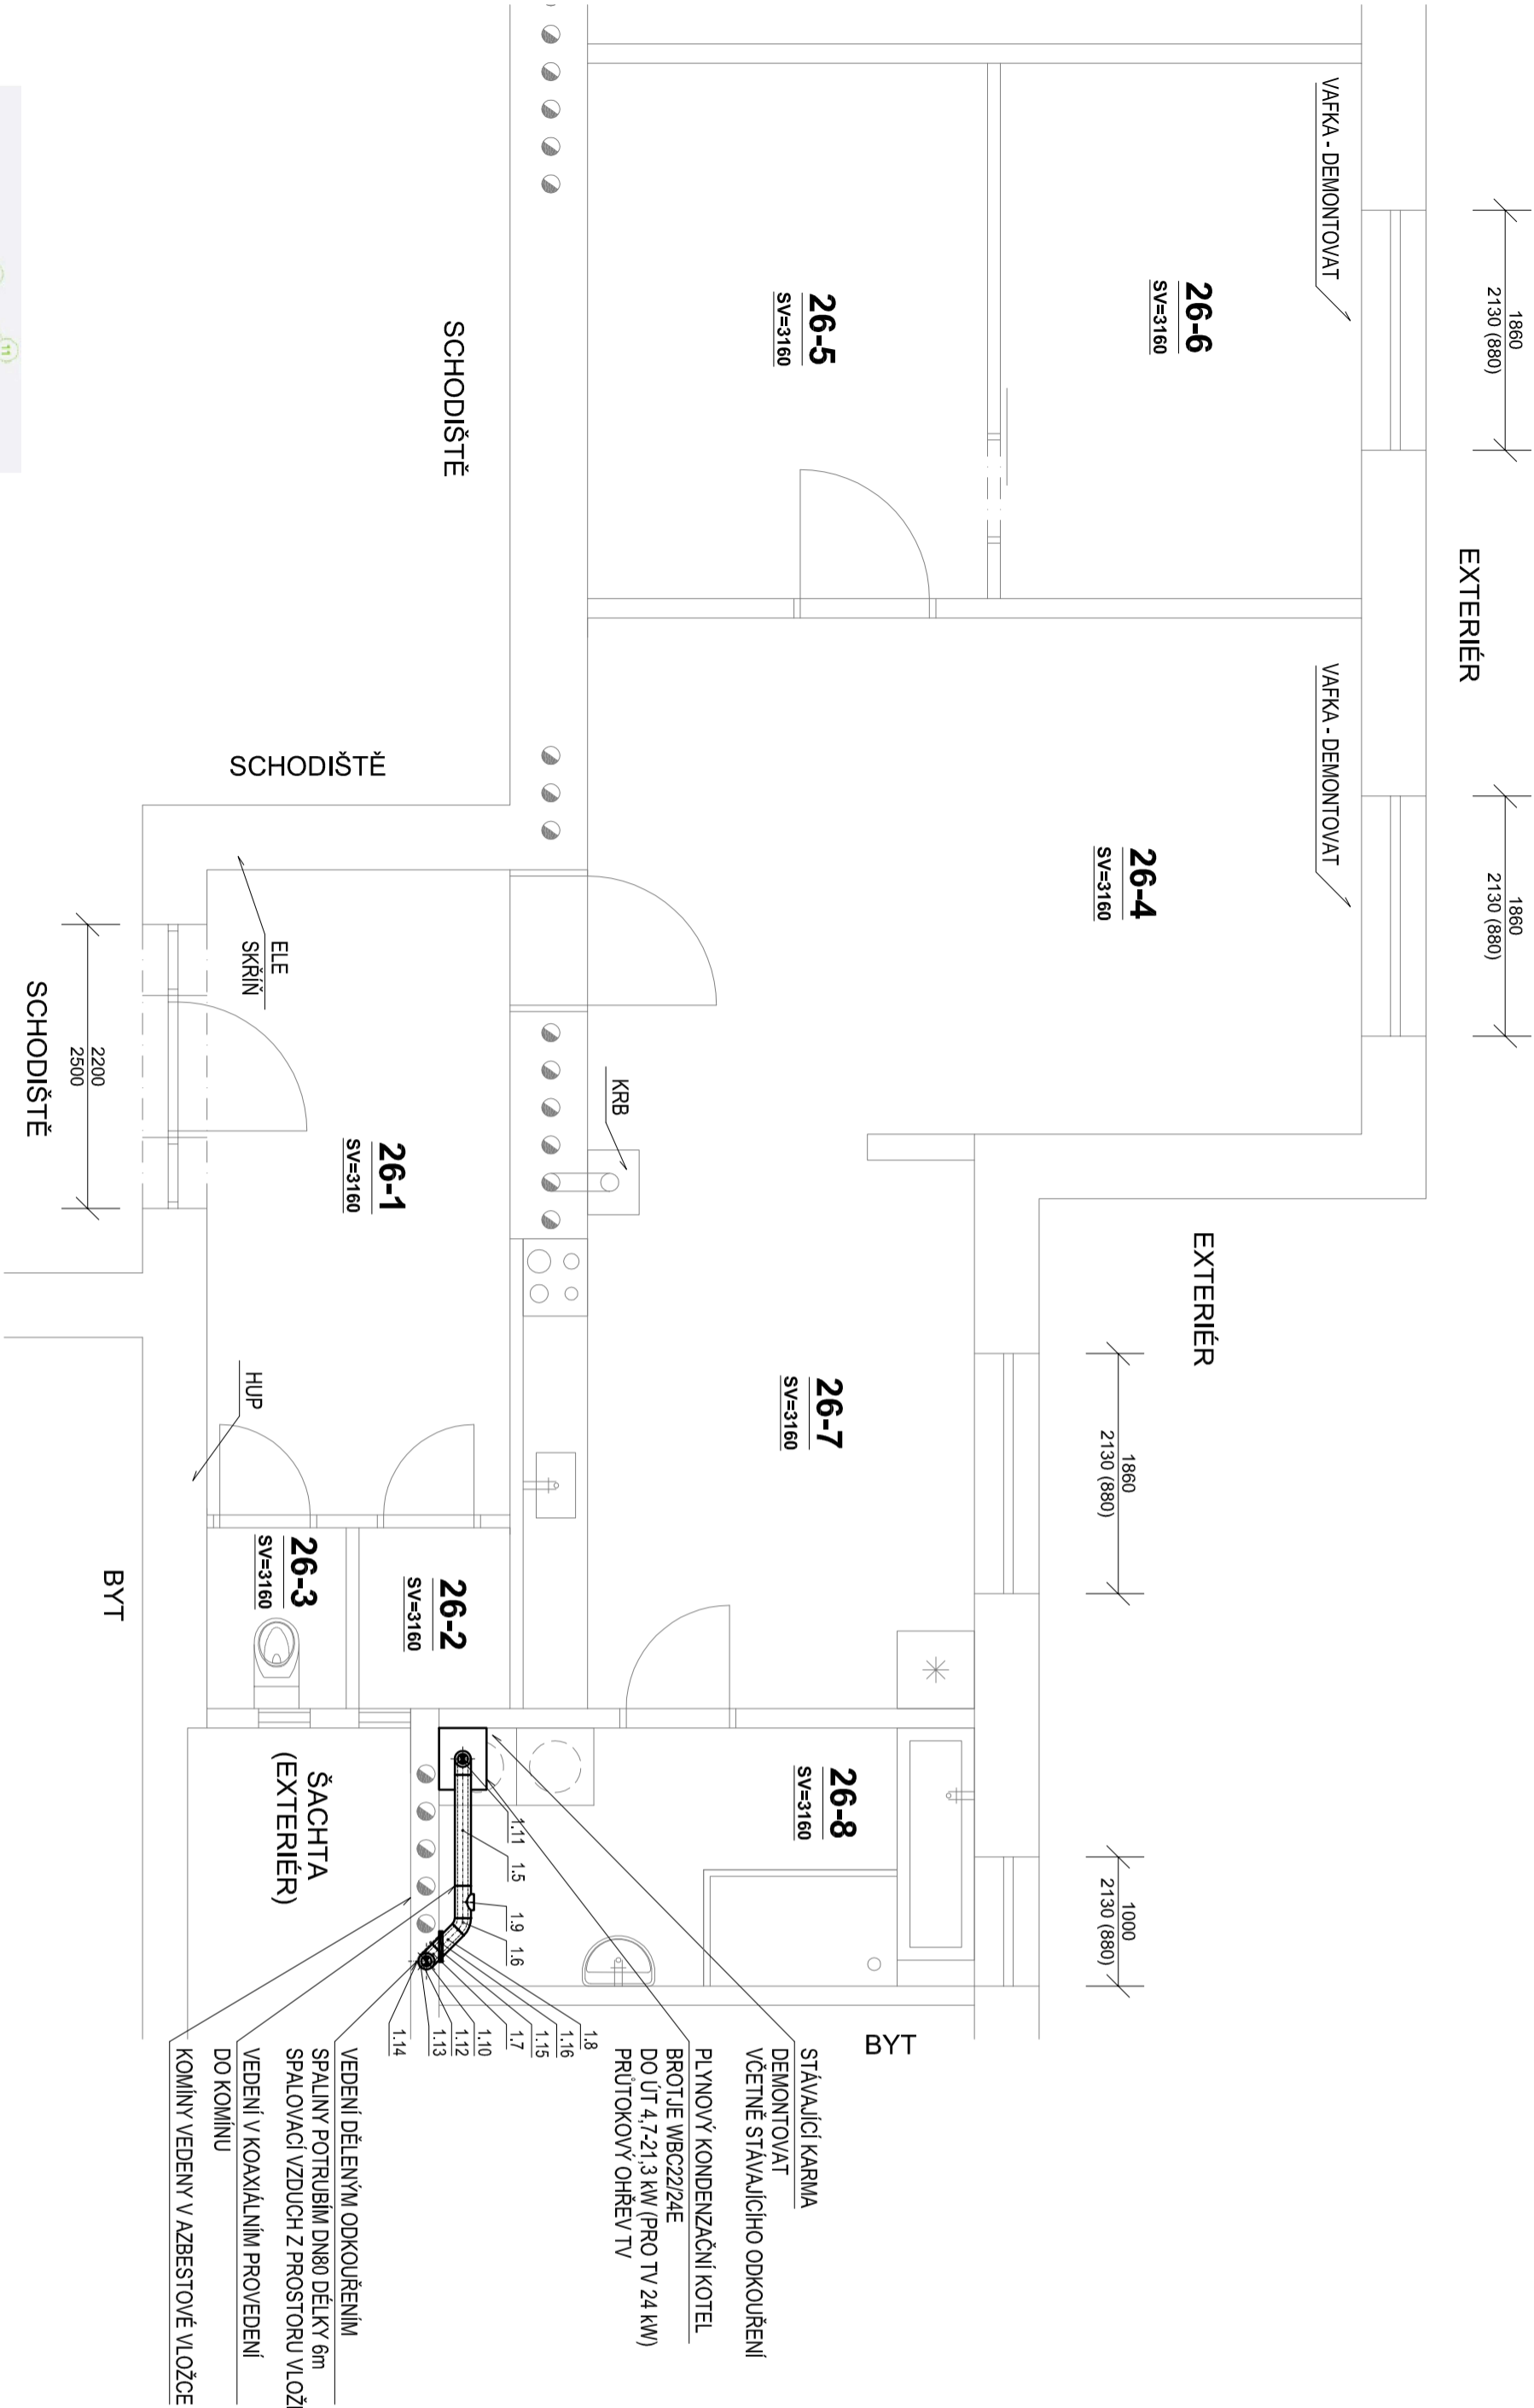 EXTERIÉR
1860
2130 (880)
1860
2130 (880)
VAFKA - DEMONTOVAT
VAFKA - DEMONTOVAT
26-6
SV=3160
26-5
SV=3160
26-4
SV=3160
EXTERIÉR
1860
2130 (880)
1000
2130 (880)
26-7
SV=3160
26-8
SV=3160
KRB
SCHODIŠTĚ
SCHODIŠTĚ
ELE
SKŘÍŇ
26-1
SV=3160
2200
2500
SCHODIŠTĚ
HUP
26-2
SV=3160
26-3
SV=3160
BYT
ŠACHTA
(EXTERIÉR)
1.11
1.5
1.9
1.6
BYT
1.8
1.16
1.15
1.7
1.10
1.12
1.13
1.14
STÁVAJÍCÍ KARMA
DEMONTOVAT
VČETNĚ STÁVAJÍCÍHO ODKOUŘENÍ
PLYNOVÝ KONDENZAČNÍ KOTEL
BROTJE WBC22/24E
DO ÚT 4,7-21,3 kW (PRO TV 24 kW)
PRŮTOKOVÝ OHŘEV TV
VEDENÍ DĚLENÝM ODKOUŘENÍM
SPALINY POTRUBÍM DN80 DÉLKY 6m
SPALOVACÍ VZDUCH Z PROSTORU
VEDENÍ V KOAXIÁLNÍM PROVEDENÍ
DO KOMÍNU
KOMÍNY VEDENY V AZBESTOVÉ VLOŽCE
11